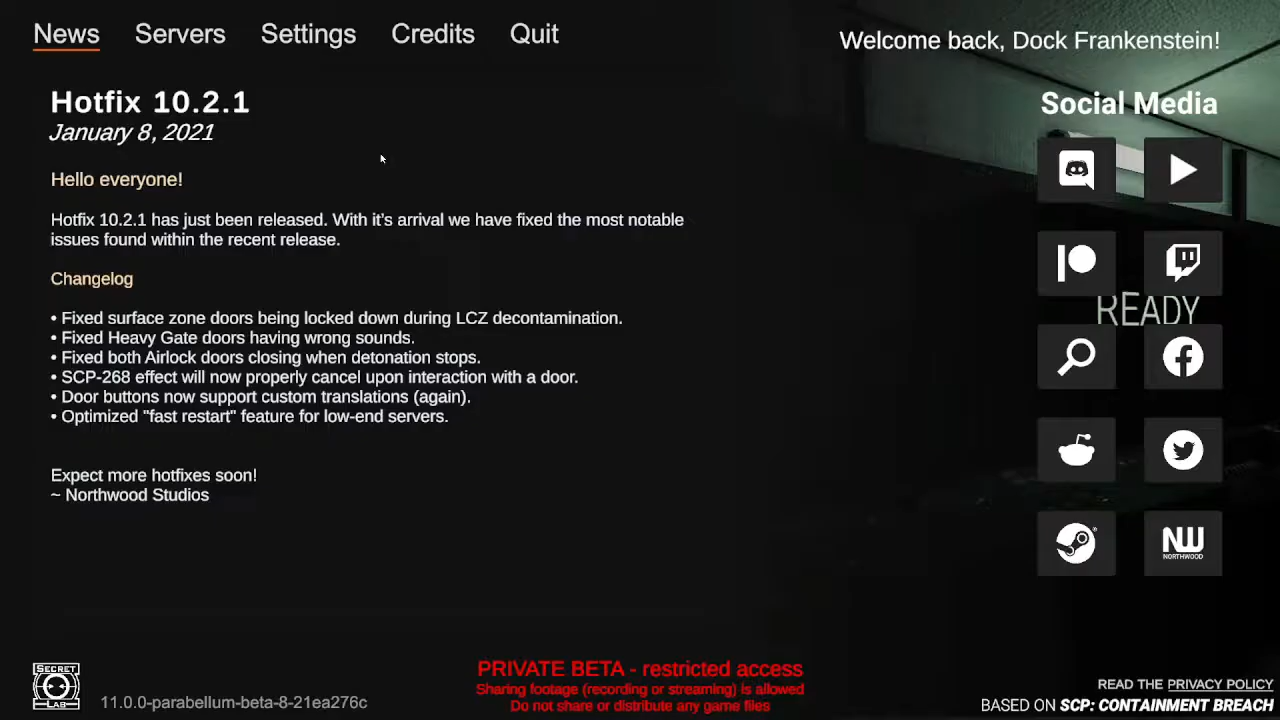 News Servers Settings Credits Quit
Welcome back, Dock Frankenstein!
Hotfix 10.2.1
January 8, 2021
Hello everyone!
Hotfix 10.2.1 has just been released. With it's arrival we have fixed the most notable
issues found within the recent release.
Changelog
• Fixed surface zone doors being locked down during LCZ decontamination.
• Fixed Heavy Gate doors having wrong sounds.
• Fixed both Airlock doors closing when detonation stops.
• SCP-268 effect will now properly cancel upon interaction with a door.
• Door buttons now support custom translations (again).
• Optimized "fast restart" feature for low-end servers.
Expect more hotfixes soon!
~ Northwood Studios
Social Media
READY
NW
NORTHWOOD
SECRET
LAB
11.0.0-parabellum-beta-8-21ea276c
PRIVATE BETA - restricted access
Sharing footage (recording or streaming) is allowed
Do not share or distribute any game files
READ THE PRIVACY POLICY
BASED ON SCP: CONTAINMENT BREACH